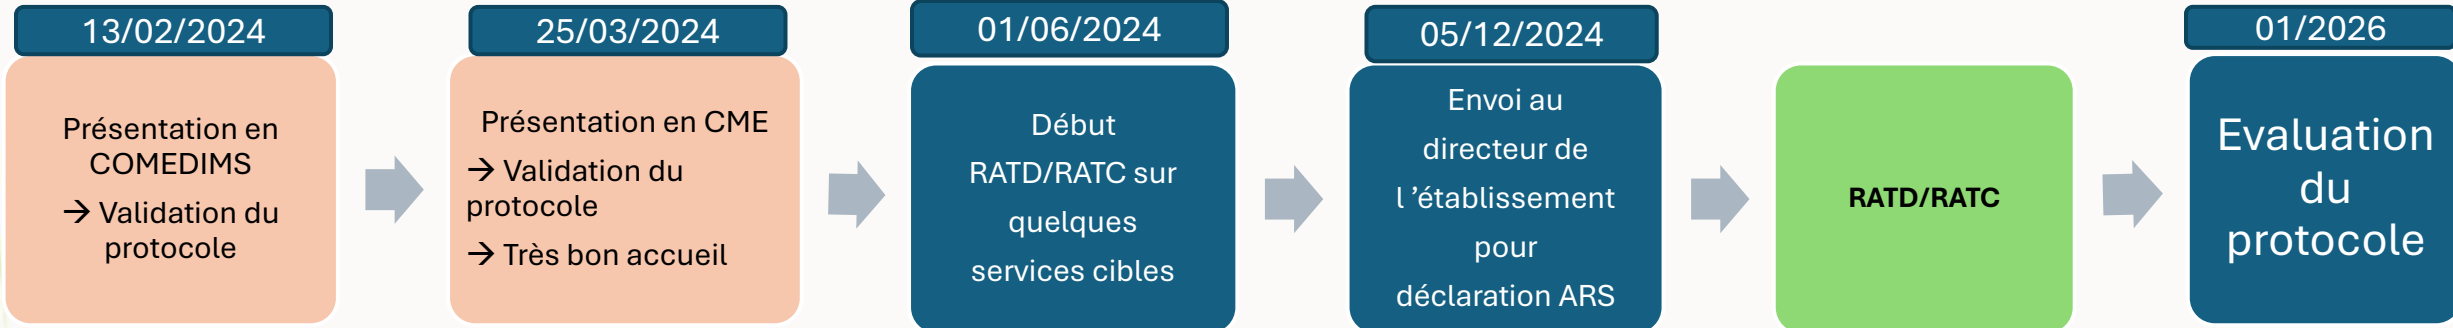 13/02/2024
Présentation en
COMEDIMS
→ Validation du
protocole
25/03/2024
Présentation en CME
→ Validation du
protocole
→ Très bon accueil
01/06/2024
Début
RATD/RATC sur
quelques
services cibles
05/12/2024
Envoi au
directeur de
l ’établissement
pour
déclaration ARS
RATD/RATC
01/2026
Evaluation
du
protocole